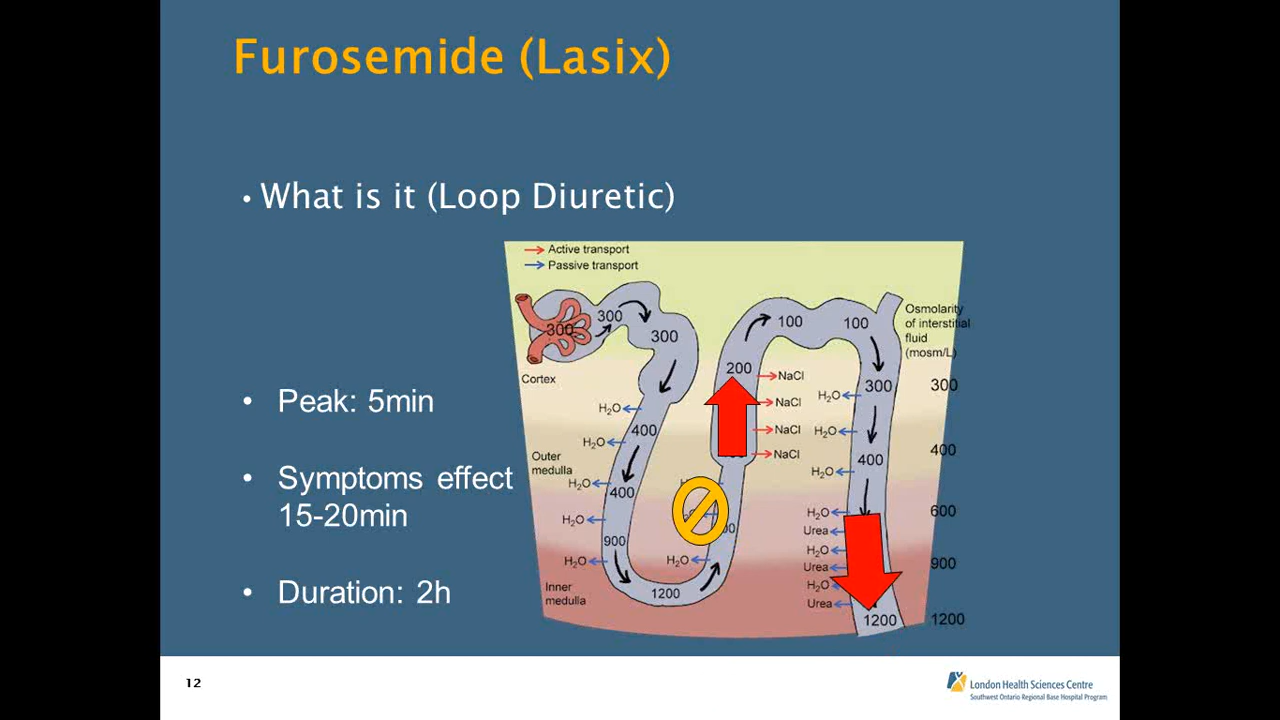 Furosemide (Lasix)
• What is it (Loop Diuretic)
• Peak: 5min
• Symptoms effect
15-20min
• Duration: 2h
Active transport
Passive transport
300
300
300
Cortex
H₂O
400
H₂O
Outer
medulla
H₂O
400
H₂O
900
H₂O
Inner
medulla
1200
H₂O
200
100
100
NaCl
NaCl
NaCl
NaCl
300
H₂O
H₂O
400
H₂O
H₂O
Urea
H₂O
Urea
H₂O
Urea
1200
Osmolarity
of interstitial
fluid
(mosm/L)
300
400
600
900
1200
12
London Health Sciences Centre
Southwest Ontario Regional Base Hospital Program